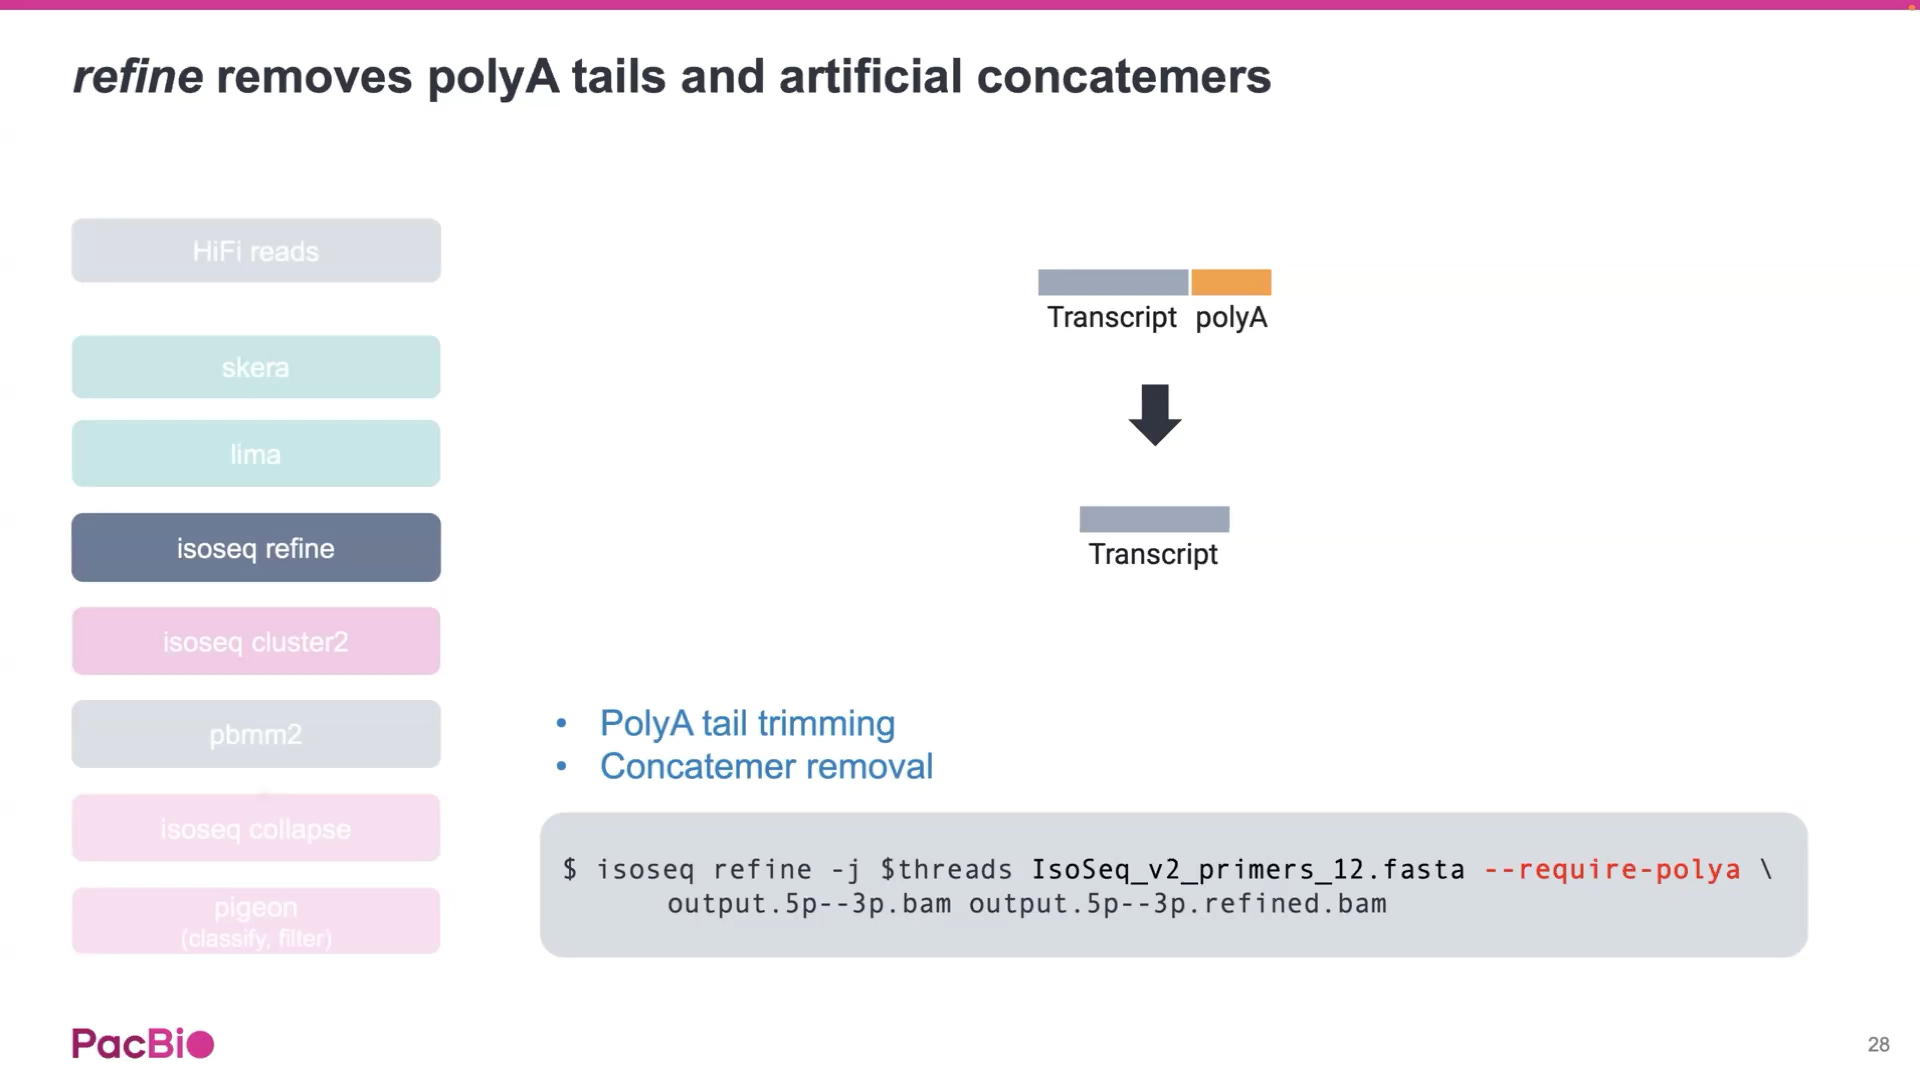 refine removes polyA tails and artificial concatemers
HiFi reads
skera
lima
isoseq refine
isoseq cluster2
pbmm2
isoseq collapse
pigeon
(classify, filter)
Transcript polyA
Transcript
• PolyA tail trimming
• Concatemer removal
$ isoseq refine -j $threads IsoSeq_v2_primers_12.fasta --require-polya \
output.5p--3p.bam output.5p--3p.refined.bam
PacBio
28